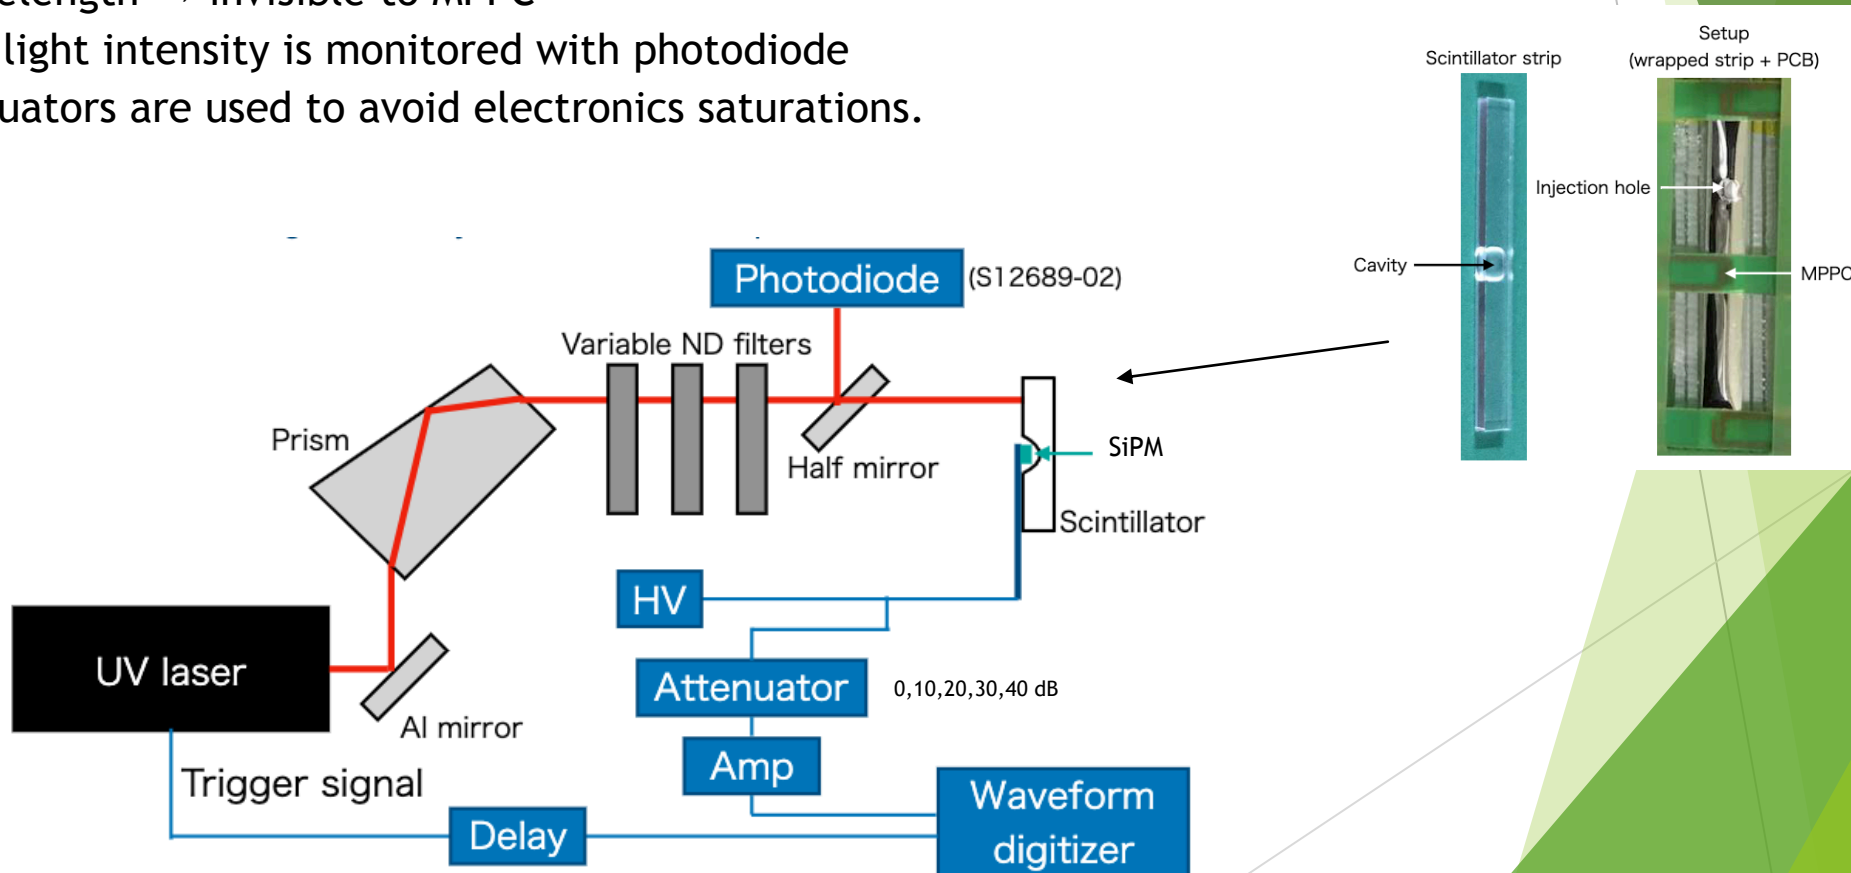 light intensity is monitored with photodiode
are used to avoid electronics saturations.
Setup
Scintillator strip
(wrapped strip + PCB)
Injection hole
Cavity
MPPC
Photodiode
(S12689-02)
Variable ND filters
Prism
Half mirror
SiPM
Scintillator
HV
UV laser
Attenuator
0,10,20,30,40 dB
Al mirror
Amp
Trigger signal
Waveform
digitizer
Delay